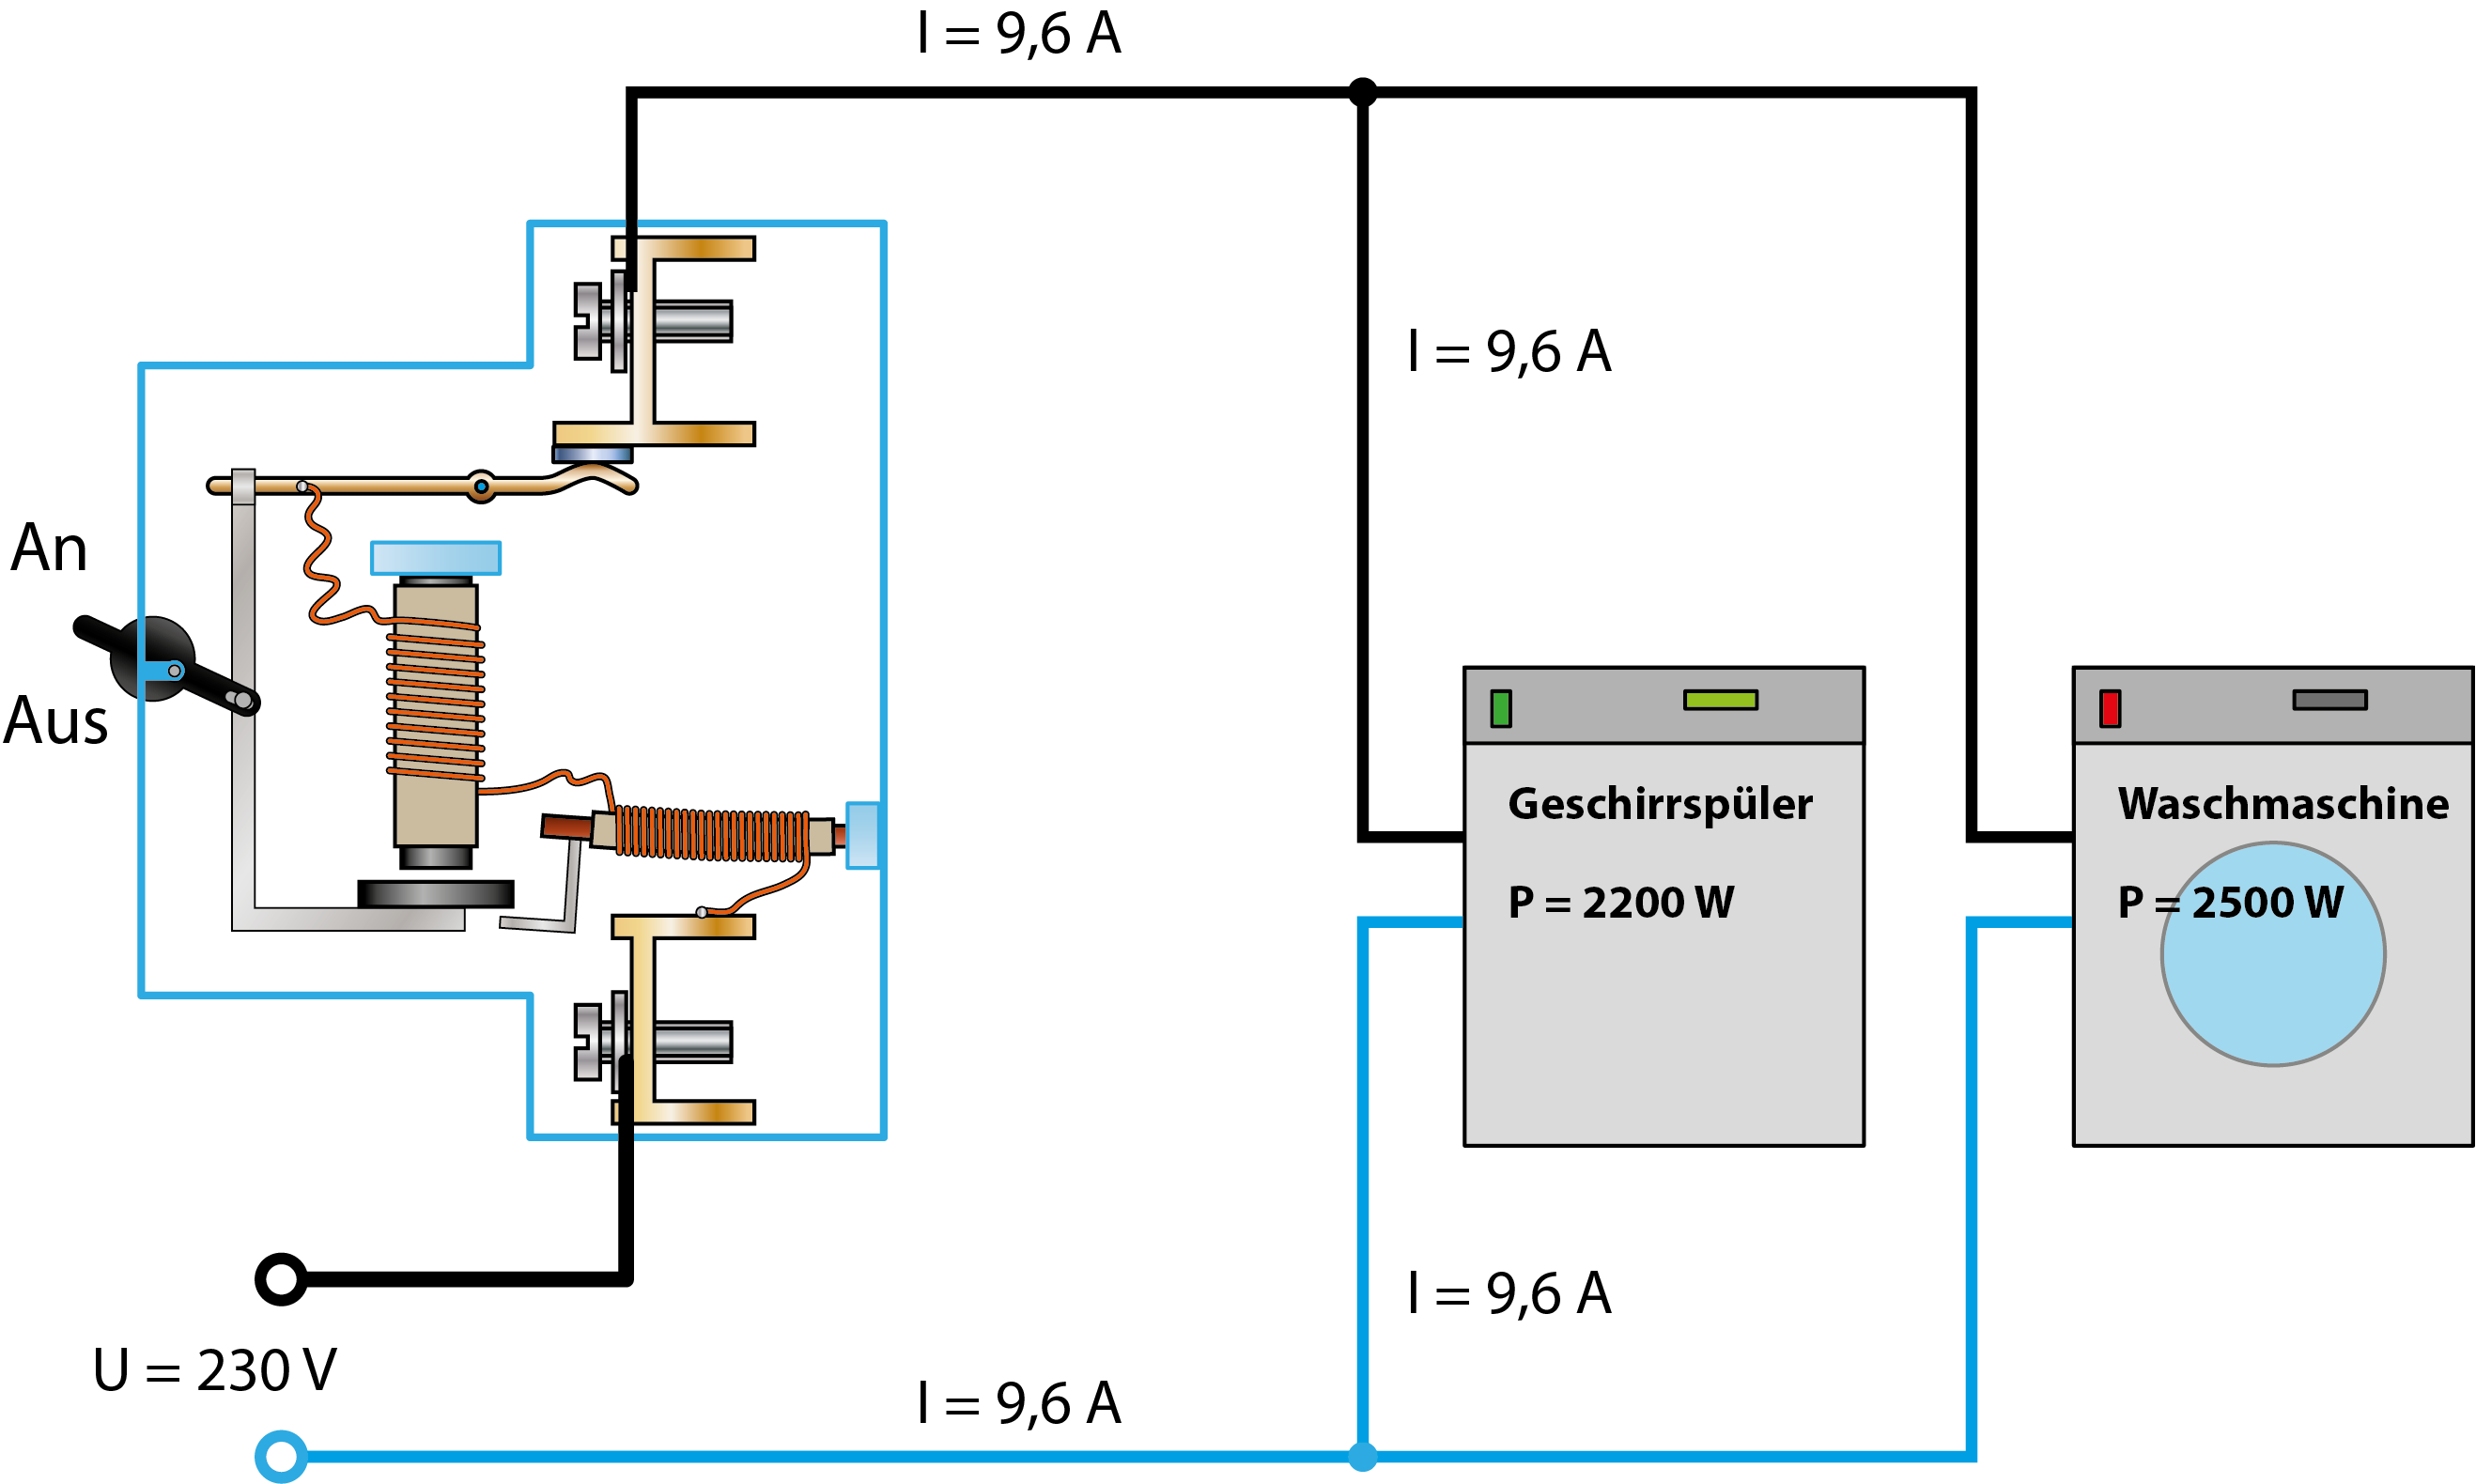 I = 9,6 A
I = 9,6 A
An
Aus
Geschirrspüler
P = 2200 W
Waschmaschine
P = 2500 W
I = 9,6 A
U = 230 V
I = 9,6 A